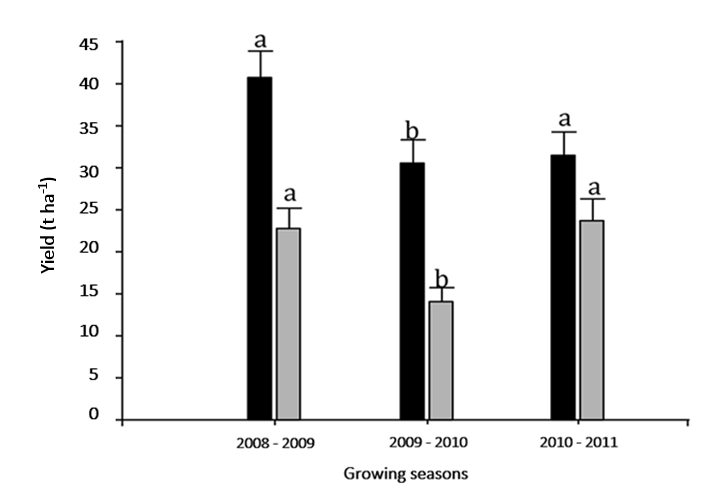 45
40
35
30
25
20
15
10
5
0
Yield (t ha⁻¹)
a
a
b
b
a
a
2008 - 2009
2009 - 2010
2010 - 2011
Growing seasons